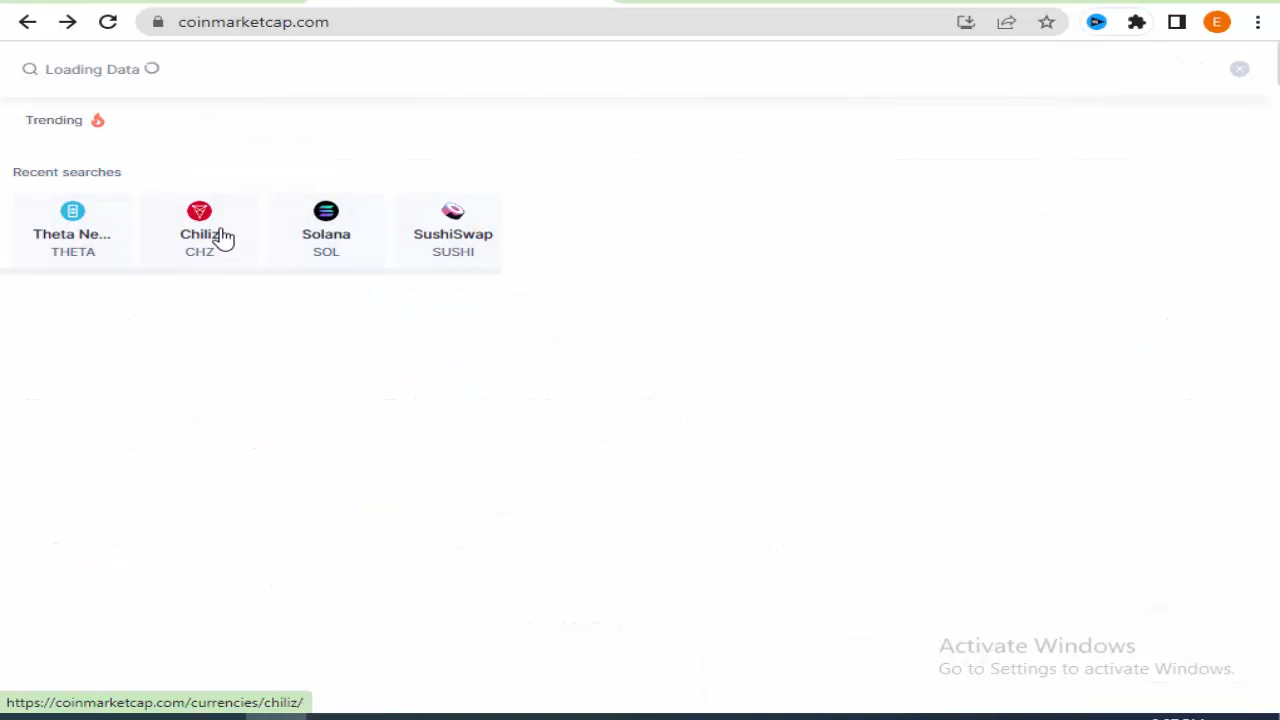 coinmarketcap.com
E
Loading Data
Trending
Recent searches
Theta Ne... Chiliz Solana SushiSwap
THETA CHZ SOL SUSHI
Activate Windows
Go to Settings to activate Windows.
https://coinmarketcap.com/currencies/chiliz/